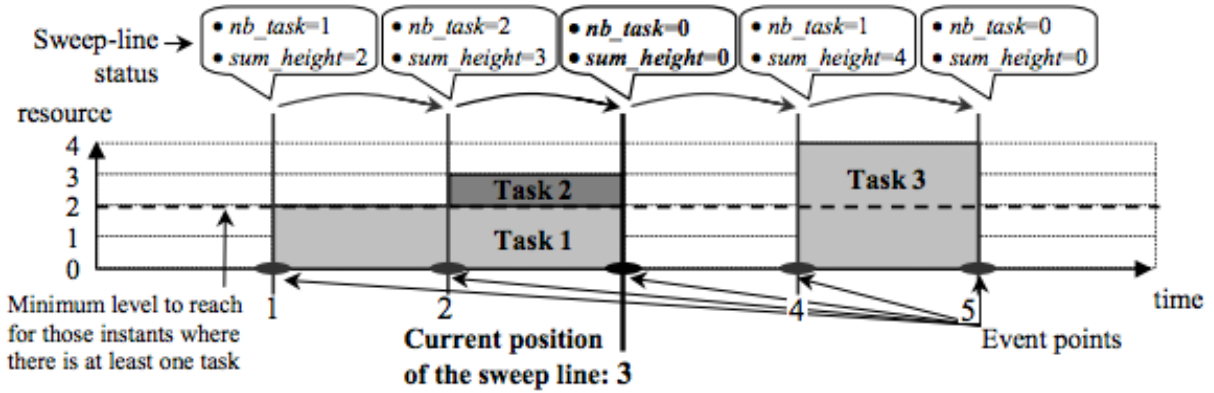 Sweep-line
status
• nb_task=1
• sum_height=2
• nb_task=2
• sum_height=3
• nb_task=0
• sum_height=0
• nb_task=1
• sum_height=4
• nb_task=0
• sum_height=0
resource
4
3
2
1
0
Task 2
Task 1
Task 3
1
2
4
5
time
Minimum level to reach
for those instants where
there is at least one task
Current position
of the sweep line: 3
Event points